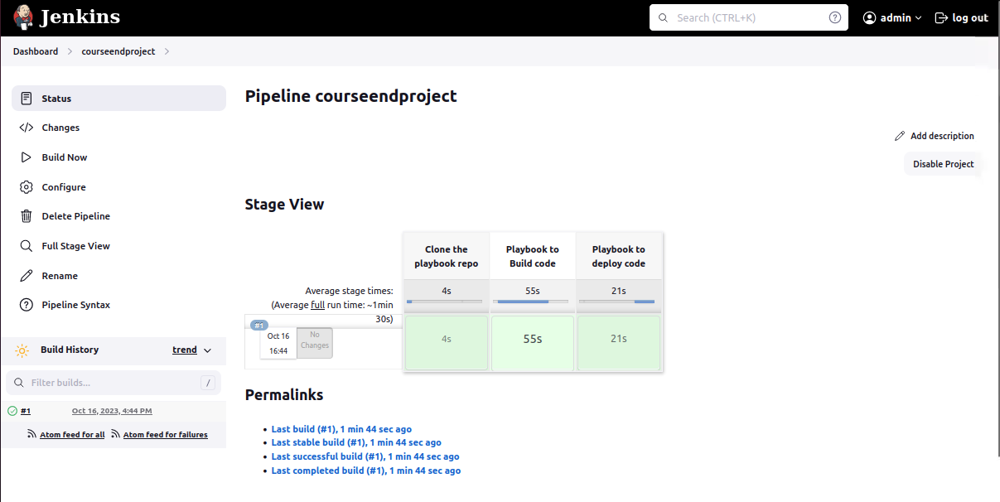 Jenkins
Search (CTRL+K)
admin
log out
Dashboard
courseendproject
Status
Changes
Build Now
Configure
Delete Pipeline
Full Stage View
Rename
Pipeline Syntax
Build History
trend
Filter builds...
/
#1
Oct 16, 2023, 4:44 PM
Atom feed for all
Atom feed for failures
Pipeline courseendproject
Add description
Disable Project
Stage View
Clone the
playbook repo
Playbook to
Build code
Playbook to
deploy code
Average stage times:
(Average full run time: ~1min
30s)
4s
55s
21s
#1
Oct 16
16:44
No
Changes
4s
55s
21s
Permalinks
Last build (#1), 1 min 44 sec ago
Last stable build (#1), 1 min 44 sec ago
Last successful build (#1), 1 min 44 sec ago
Last completed build (#1), 1 min 44 sec ago